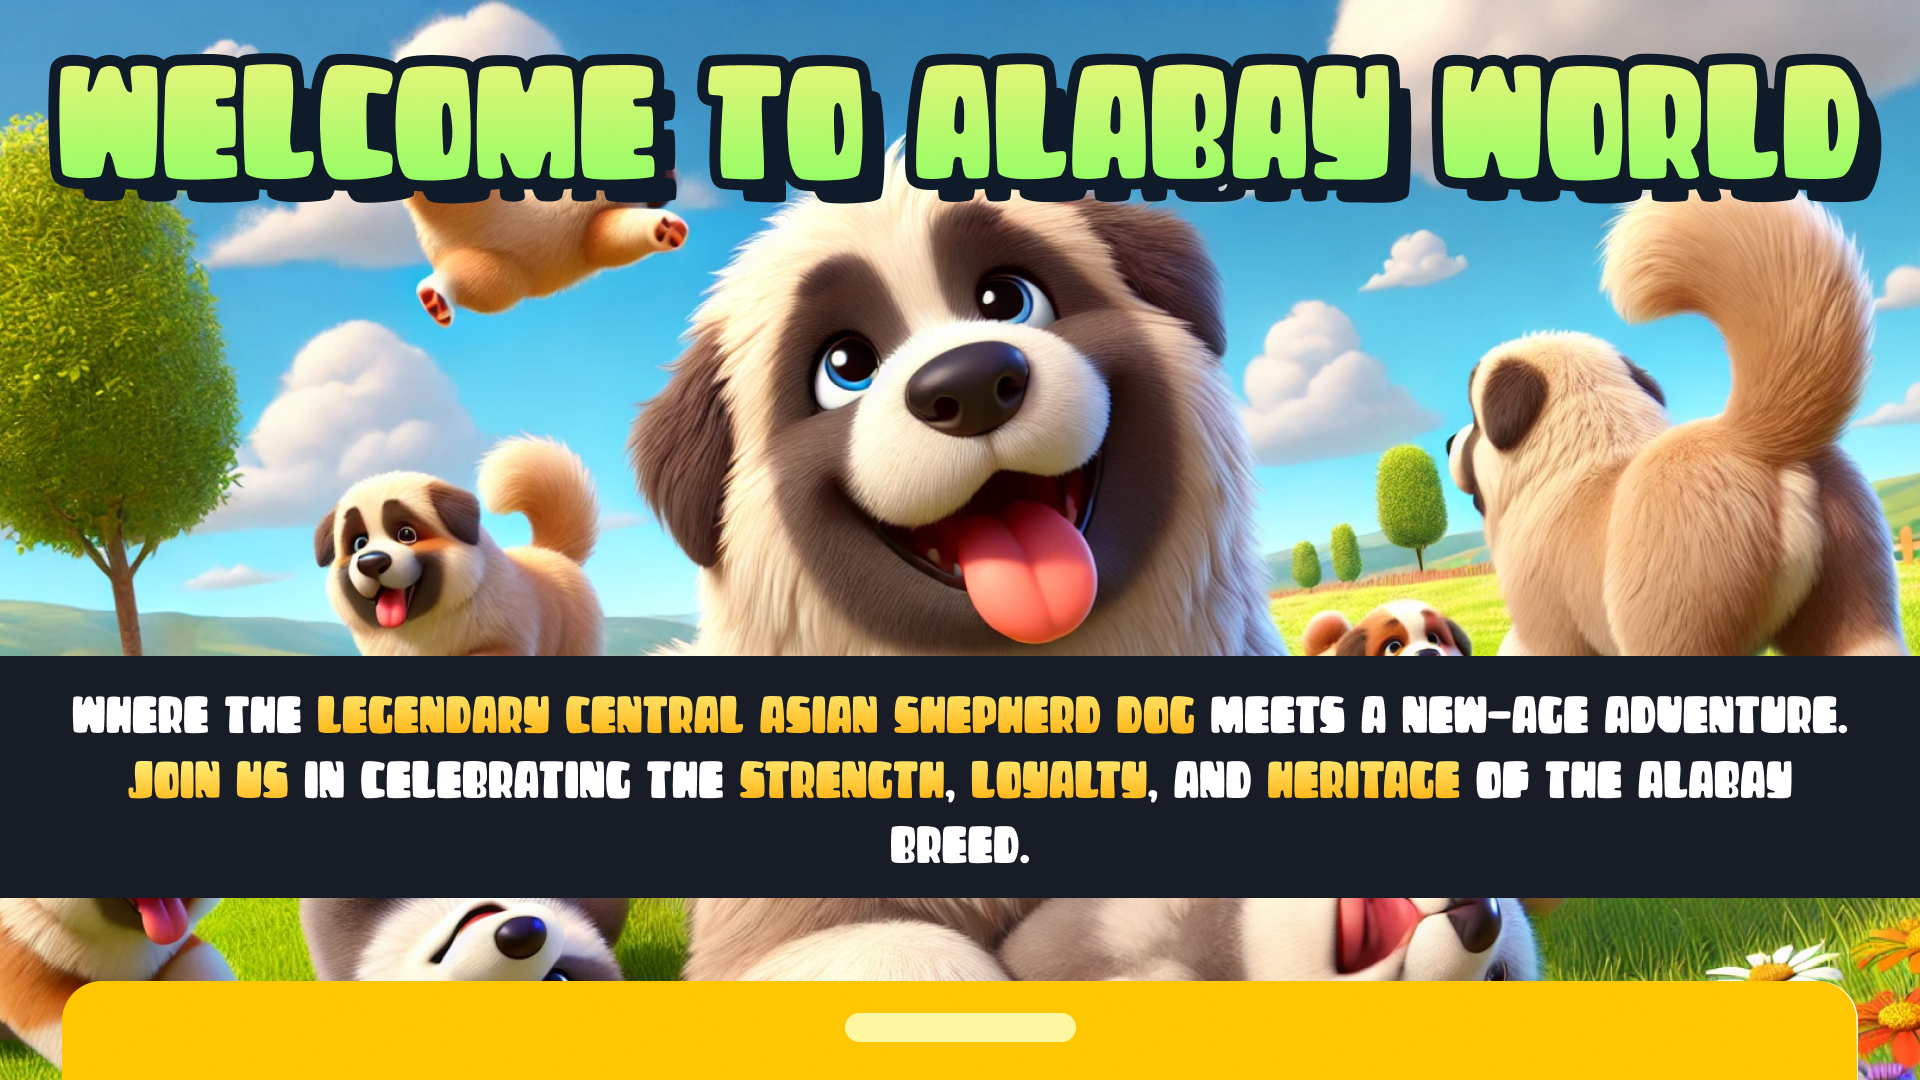 WELCOME TO ALABAY WORLD
WHERE THE LEGENDARY CENTRAL ASIAN SHEPHERD DOG MEETS A NEW-AGE ADVENTURE.
JOIN US IN CELEBRATING THE STRENGTH, LOYALTY, AND HERITAGE OF THE ALABAY
BREED.